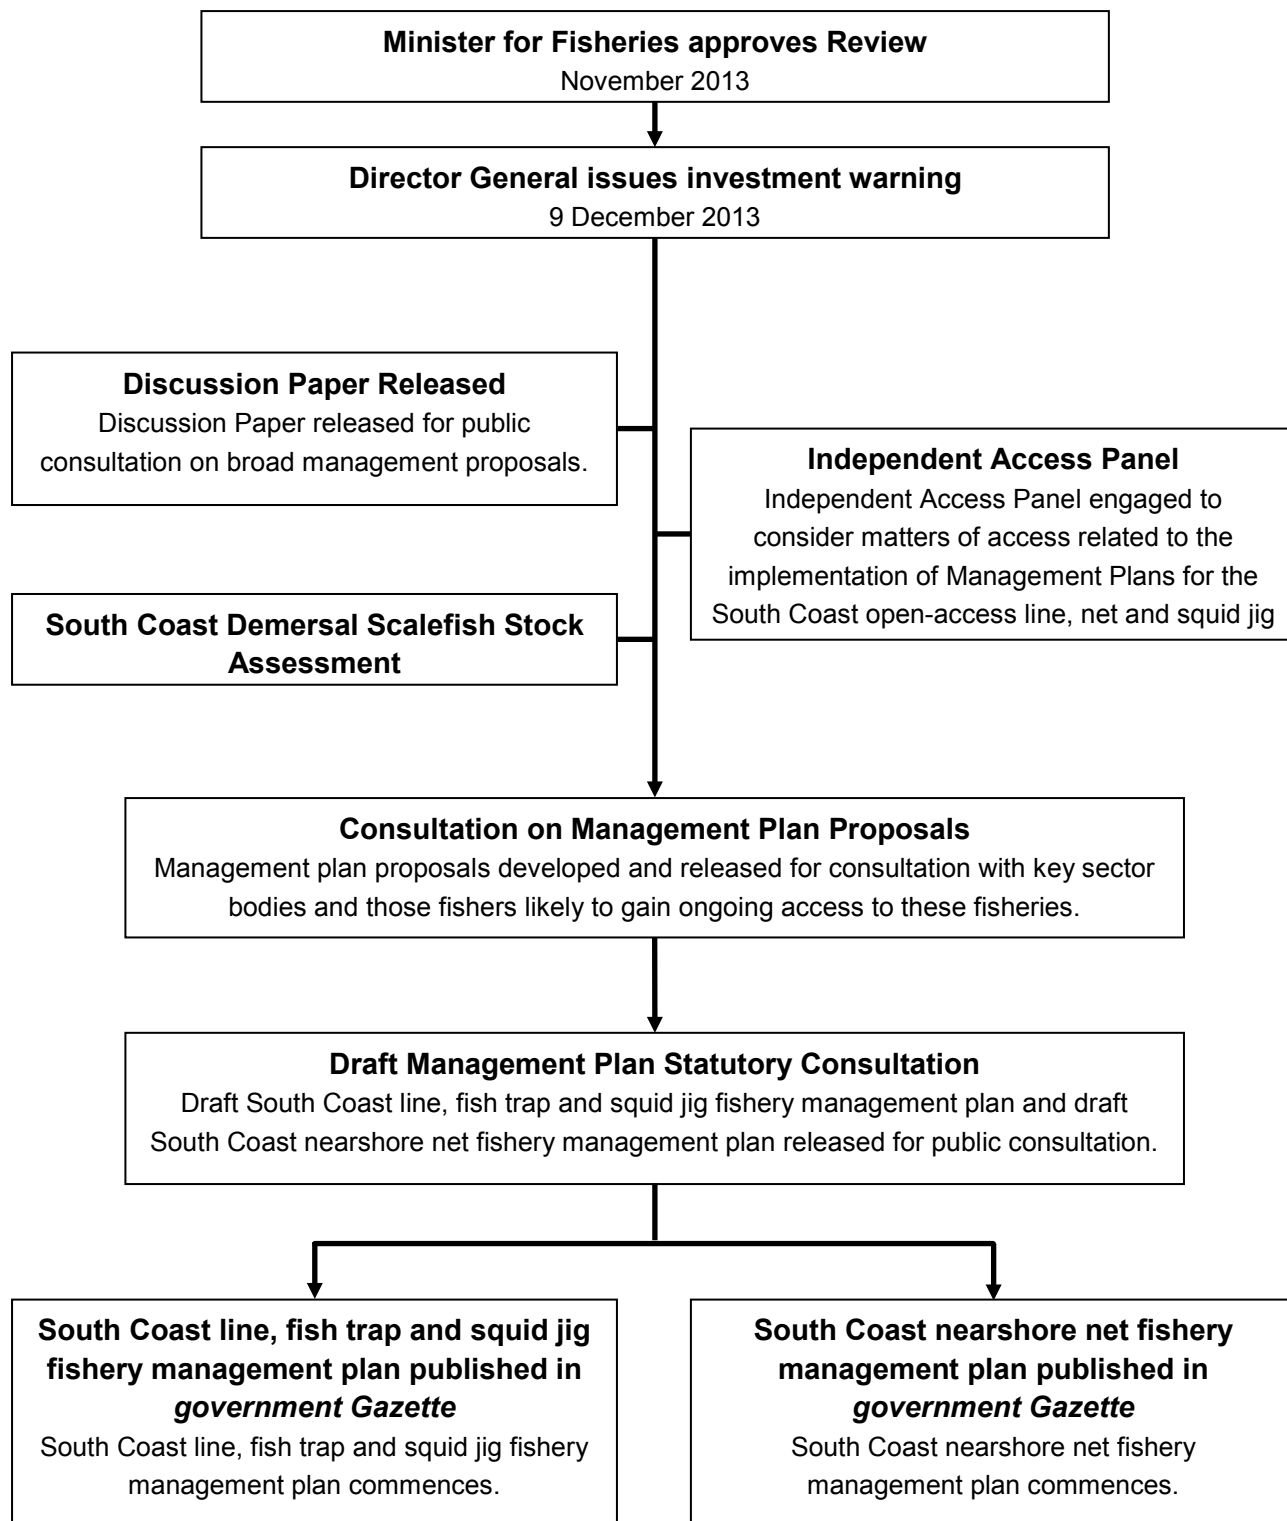 Minister for Fisheries approves Review
November 2013
Director General issues investment warning
9 December 2013
Discussion Paper Released
Discussion Paper released for public
consultation on broad management proposals.
Independent Access Panel
Independent Access Panel engaged to
consider matters of access related to the
implementation of Management Plans for the
South Coast open-access line, net and squid jig
South Coast Demersal Scalefish Stock
Assessment
Consultation on Management Plan Proposals
Management plan proposals developed and released for consultation with key sector
bodies and those fishers likely to gain ongoing access to these fisheries.
Draft Management Plan Statutory Consultation
Draft South Coast line, fish trap and squid jig fishery management plan and draft
South Coast nearshore net fishery management plan released for public consultation.
South Coast line, fish trap and squid jig
fishery management plan published in
government Gazette
South Coast line, fish trap and squid jig fishery
management plan commences.
South Coast nearshore net fishery
management plan published in
government Gazette
South Coast nearshore net fishery
management plan commences.